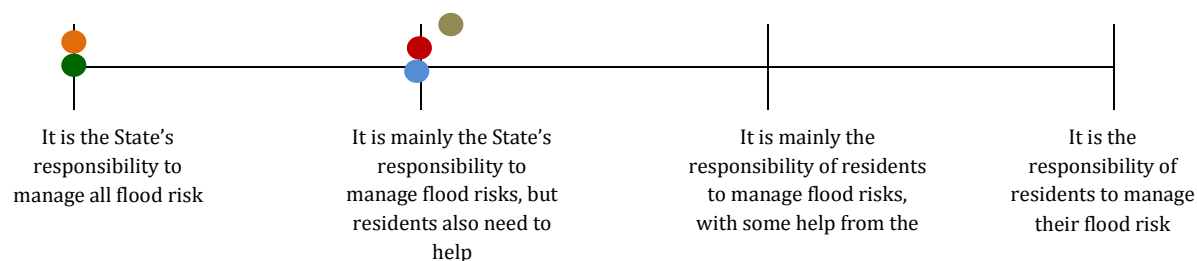 It is the State’s
responsibility to
manage all flood risk
It is mainly the State’s
responsibility to
manage flood risks, but
residents also need to
help
It is mainly the
responsibility of residents
to manage flood risks,
with some help from the
It is the
responsibility of
residents to manage
their flood risk